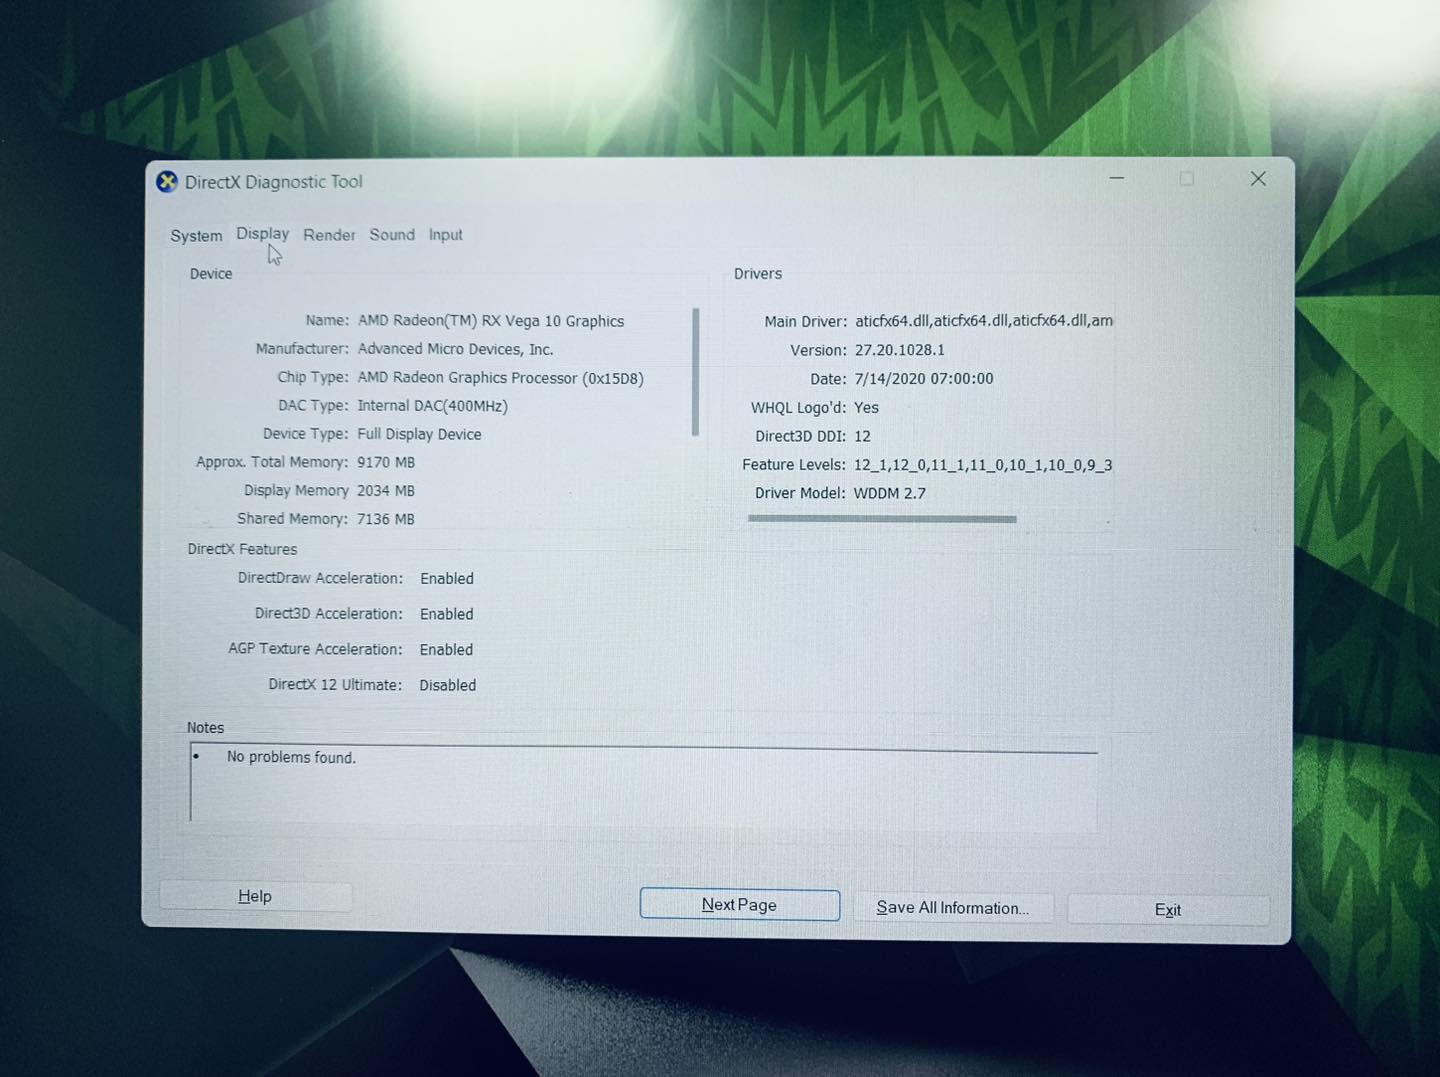 DirectX Diagnostic Tool
System Display Render Sound Input
Device
Name: AMD Radeon(TM) RX Vega 10 Graphics
Manufacturer: Advanced Micro Devices, Inc.
Chip Type: AMD Radeon Graphics Processor (0x15D8)
DAC Type: Internal DAC(400MHz)
Device Type: Full Display Device
Approx. Total Memory: 9170 MB
Display Memory 2034 MB
Shared Memory: 7136 MB
Drivers
Main Driver: aticfx64.dll,aticfx64.dll,aticfx64.dll,am
Version: 27.20.1028.1
Date: 7/14/2020 07:00:00
WHQL Logo'd: Yes
Direct3D DDI: 12
Feature Levels: 12_1,12_0,11_1,11_0,10_1,10_0,9_3
Driver Model: WDDM 2.7
DirectX Features
DirectDraw Acceleration: Enabled
Direct3D Acceleration: Enabled
AGP Texture Acceleration: Enabled
DirectX 12 Ultimate: Disabled
Notes
• No problems found.
Help Next Page Save All Information... Exit